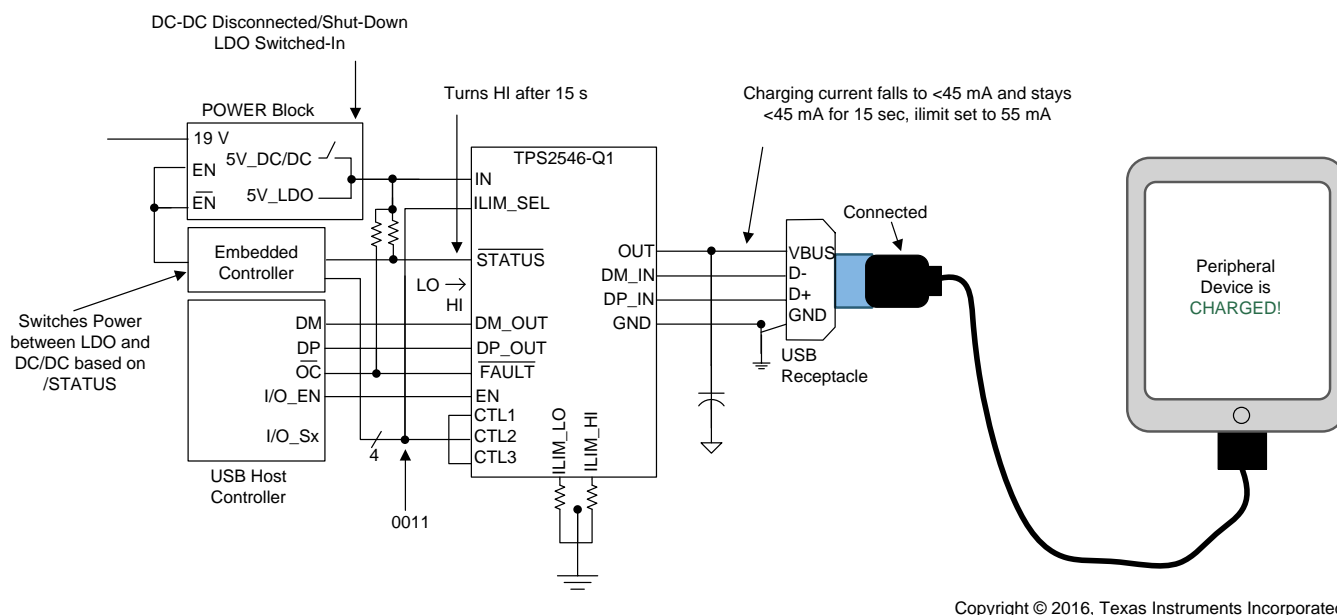 DC-DC Disconnected/Shut-Down
LDO Switched-In
POWER Block
19 V
EN
EN
5V_DC/DC
5V_LDO
Embedded
Controller
Switches Power
between LDO and
DC/DC based on
/STATUS
DM
DP
OC
I/O_EN
I/O_Sx
USB Host
Controller
4
0011
Turns HI after 15 s
LO
HI
TPS2546-Q1
IN
ILIM_SEL
STATUS
DM_OUT
DP_OUT
FAULT
EN
CTL1
CTL2
CTL3
ILIM_LO
ILIM_HI
OUT
DM_IN
DP_IN
GND
Charging current falls to <45 mA and stays
<45 mA for 15 sec, ilimit set to 55 mA
VBUS
D-
D+
GND
USB
Receptacle
Connected
Peripheral
Device is
CHARGED!
Copyright © 2016, Texas Instruments Incorporated